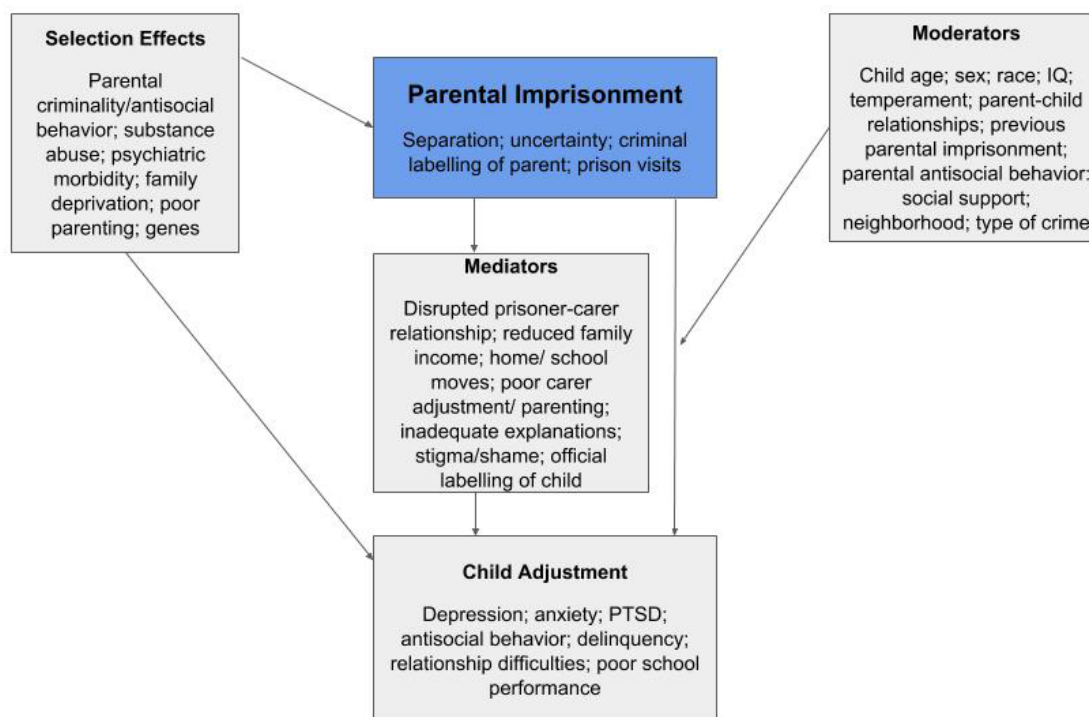 Selection Effects
Parental
criminality/antisocial
behavior; substance
abuse; psychiatric
morbidity; family
deprivation; poor
parenting; genes
Parental Imprisonment
Separation; uncertainty; criminal
labelling of parent; prison visits
Moderators
Child age; sex; race; IQ;
temperament; parent-child
relationships; previous
parental imprisonment;
parental antisocial behavior:
social support;
neighborhood; type of crime
Mediators
Disrupted prisoner-carer
relationship; reduced family
income; home/ school
moves; poor carer
adjustment/ parenting;
inadequate explanations;
stigma/shame; official
labelling of child
Child Adjustment
Depression; anxiety; PTSD;
antisocial behavior; delinquency;
relationship difficulties; poor school
performance